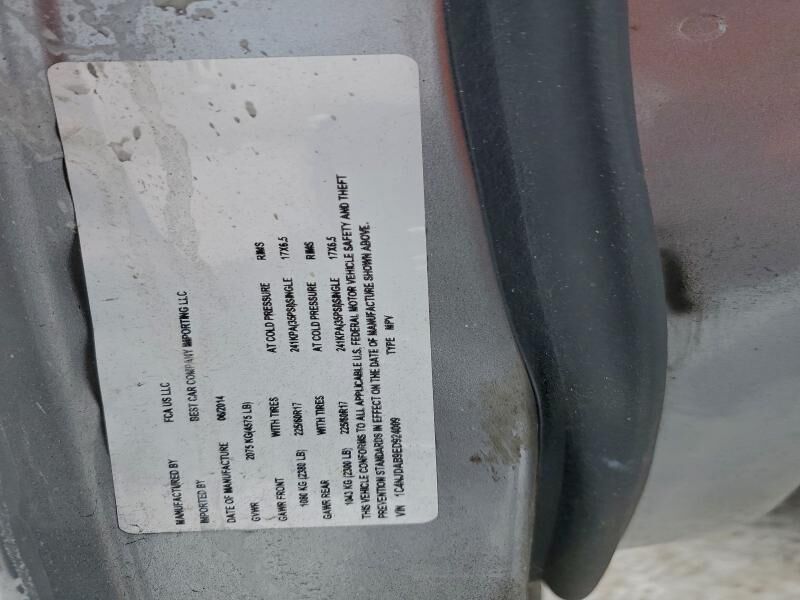 MANUFACTURED BY FCA US LLC
IMPORTED BY BEST CAR COMPANY IMPORTING LLC
DATE OF MANUFACTURE 06/2014
GVWR 2075 KG(4575 LB)
GAWR FRONT WITH TIRES AT COLD PRESSURE RIMS
1080 KG (2380 LB) 225/60R17 241KPA(35PSI)SINGLE 17X6.5
GAWR REAR WITH TIRES AT COLD PRESSURE RIMS
1043 KG (2300 LB) 225/60R17 241KPA(35PSI)SINGLE 17X6.5
THIS VEHICLE CONFORMS TO ALL APPLICABLE U.S. FEDERAL MOTOR VEHICLE SAFETY AND THEFT
PREVENTION STANDARDS IN EFFECT ON THE DATE OF MANUFACTURE SHOWN ABOVE.
VIN 1C4NJDAB9ED924009 TYPE MPV